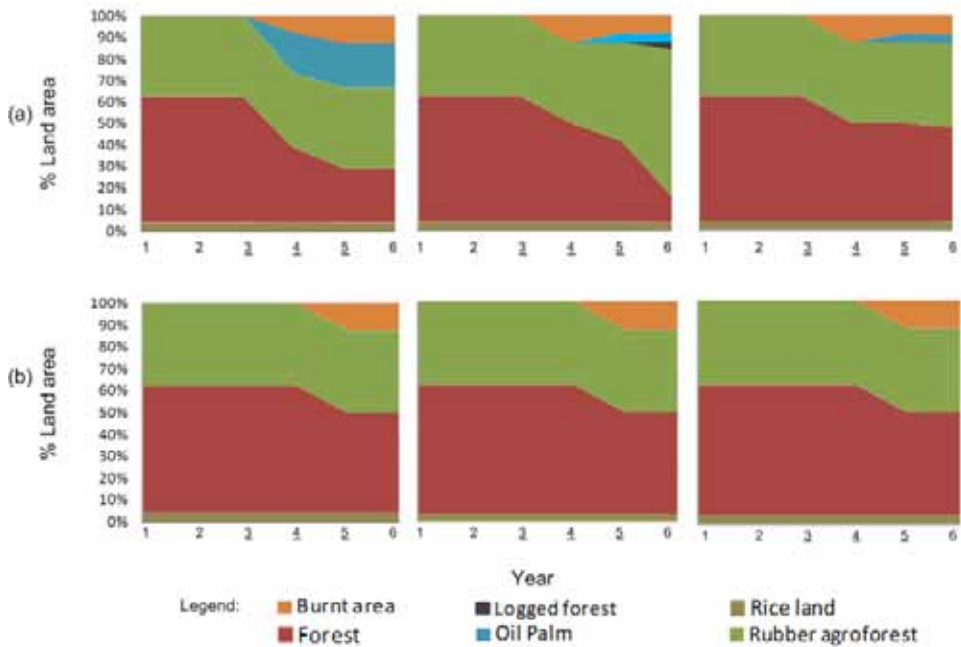 100%
90%
80%
70%
60%
50%
40%
30%
20%
10%
0%
(a)
% Land area
1 2 3 4 5 6
1 2 3 4 5 6
1 2 3 4 5 6
100%
90%
80%
70%
60%
50%
40%
30%
20%
10%
0%
(b)
% Land area
1 2 3 4 5 6
1 2 3 4 5 6
1 2 3 4 5 6
Year
Legend: Burnt area Logged forest Rice land
Forest Oil Palm Rubber agroforest